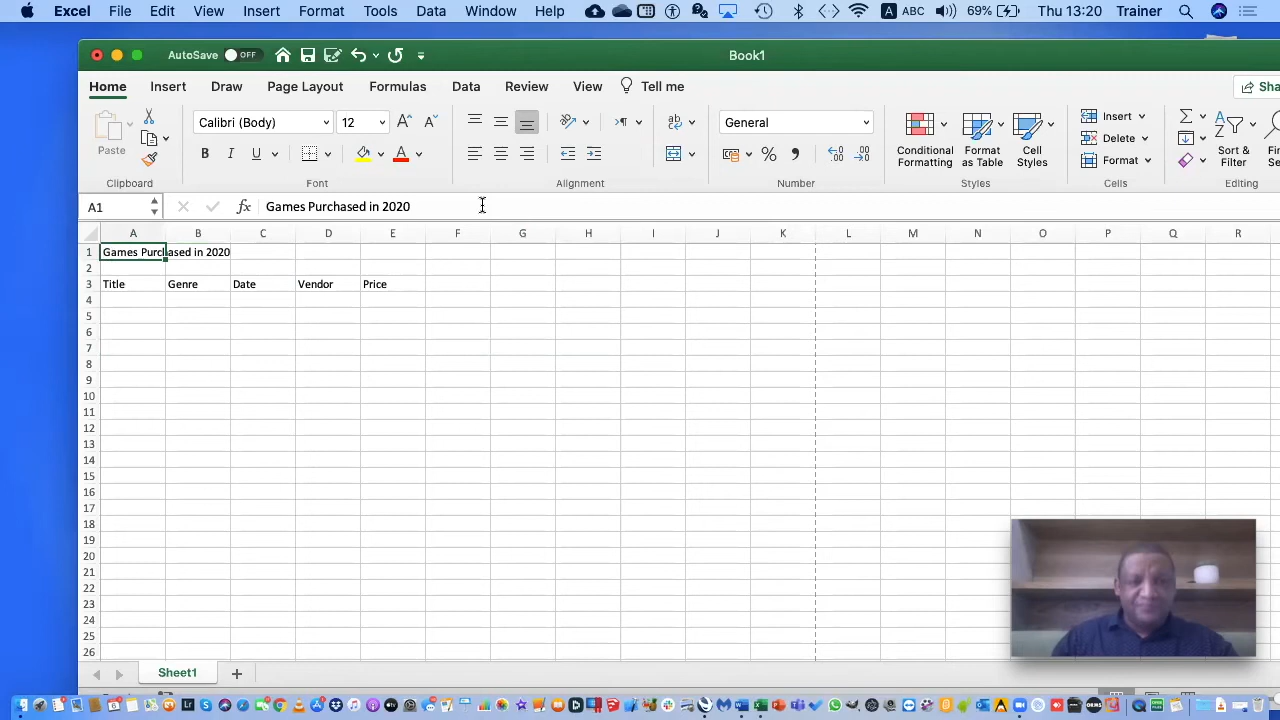 Excel File Edit View Insert Format Tools Data Window Help A ABC 69% Thu 13:20 Trainer
AutoSave OFF Book1
Home Insert Draw Page Layout Formulas Data Review View Tell me Sha
Paste Calibri (Body) 12 A A ab General Conditional Formatting Format as Table Cell Styles Insert Delete Format Sort & Filter
B I U A % ,
Clipboard Font Alignment Number Styles Cells Editing
A1 fx Games Purchased in 2020
A B C D E F G H I J K L M N O P Q R
1 Games Purchased in 2020
2
3 Title Genre Date Vendor Price
4
5
6
7
8
9
10
11
12
13
14
15
16
17
18
19
20
21
22
23
24
25
26
Sheet1